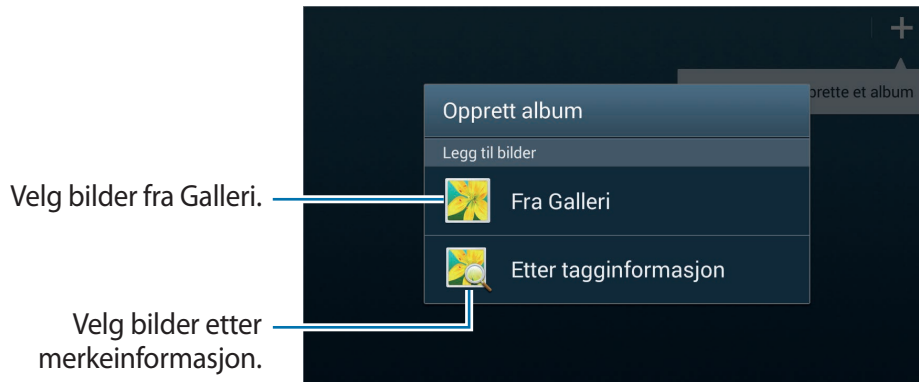 prette et album
Opprett album
Legg til bilder
Velg bilder fra Galleri.
Fra Galleri
Etter tagginformasjon
Velg bilder etter
merkeinformasjon.